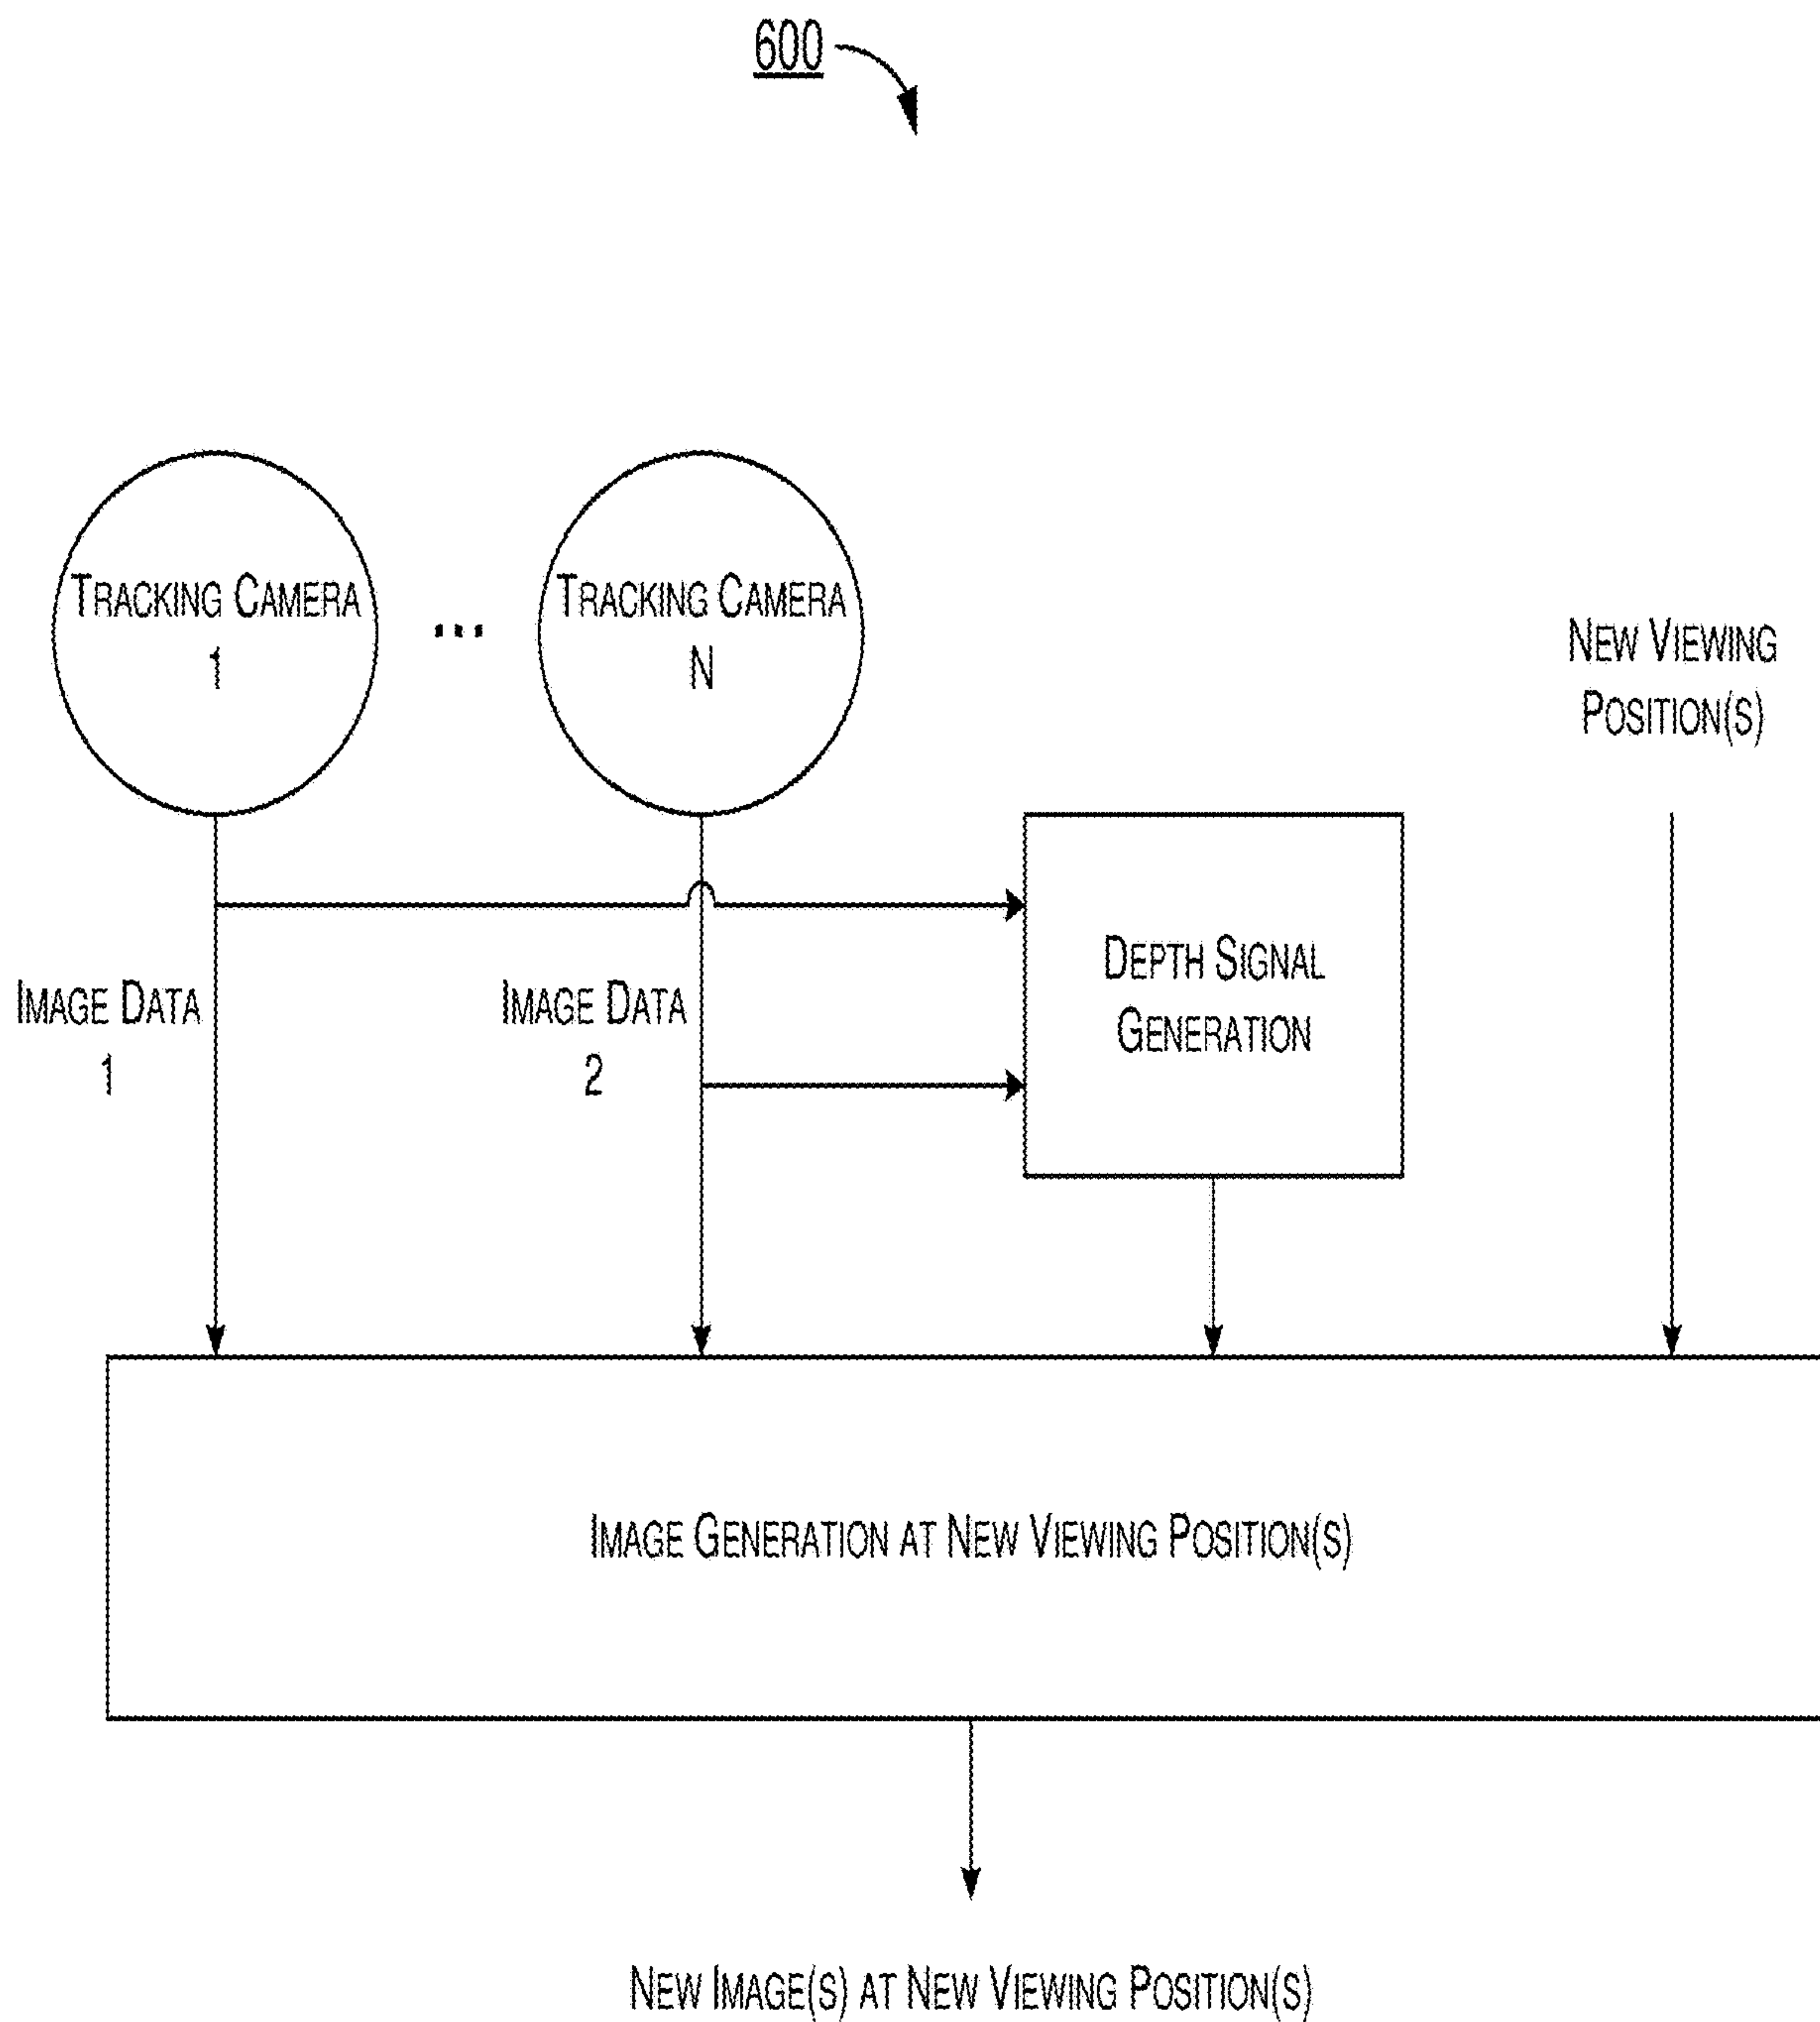 600
TRACKING CAMERA
1
...
TRACKING CAMERA
N
NEW VIEWING
POSITION(S)
IMAGE DATA
1
IMAGE DATA
2
DEPTH SIGNAL
GENERATION
IMAGE GENERATION AT NEW VIEWING POSITION(S)
NEW IMAGE(S) AT NEW VIEWING POSITION(S)